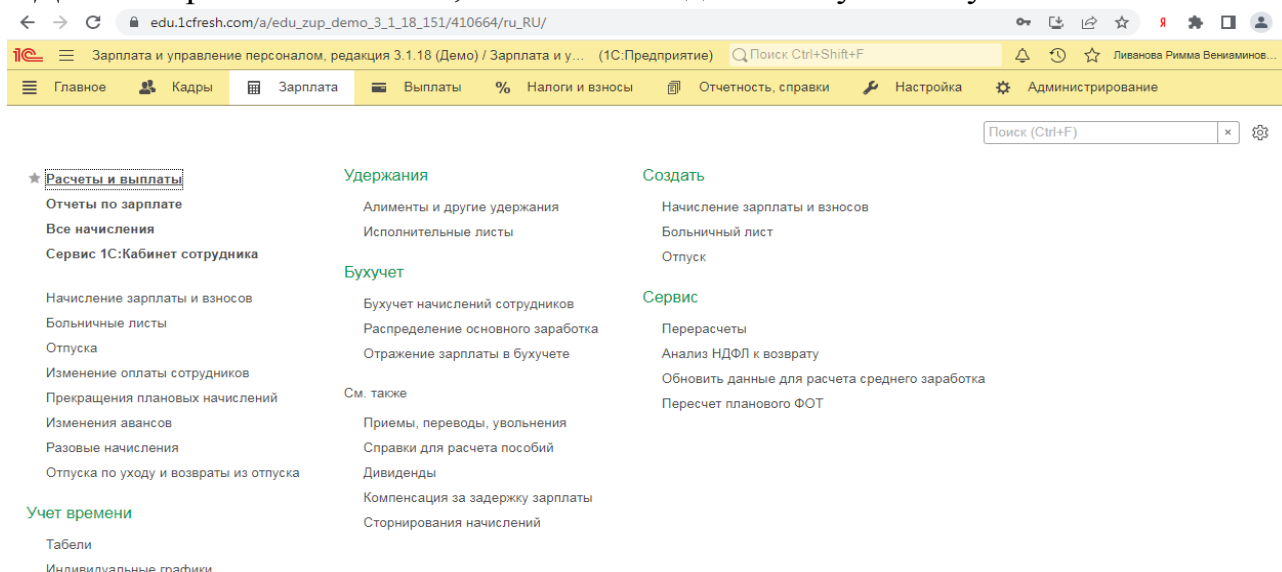 edu.1cfresh.com/a/edu_zup_demo_3_1_18_151/410664/ru_RU/
Я
1С Зарплата и управление персоналом, редакция 3.1.18 (Демо) / Зарплата и у... (1С:Предприятие) Поиск Ctrl+Shift+F Ливанова Римма Вениаминов...
Главное Кадры Зарплата Выплаты % Налоги и взносы Отчетность, справки Настройка Администрирование
Поиск (Ctrl+F) ×
Расчеты и выплаты
Отчеты по зарплате
Все начисления
Сервис 1С:Кабинет сотрудника
Начисление зарплаты и взносов
Больничные листы
Отпуска
Изменение оплаты сотрудников
Прекращения плановых начислений
Изменения авансов
Разовые начисления
Отпуска по уходу и возвраты из отпуска
Учет времени
Табели
Индивидуальные графики
Удержания
Алименты и другие удержания
Исполнительные листы
Бухучет
Бухучет начислений сотрудников
Распределение основного заработка
Отражение зарплаты в бухучете
См. также
Приемы, переводы, увольнения
Справки для расчета пособий
Дивиденды
Компенсация за задержку зарплаты
Сторнирования начислений
Создать
Начисление зарплаты и взносов
Больничный лист
Отпуск
Сервис
Перерасчеты
Анализ НДФЛ к возврату
Обновить данные для расчета среднего заработка
Пересчет планового ФОТ